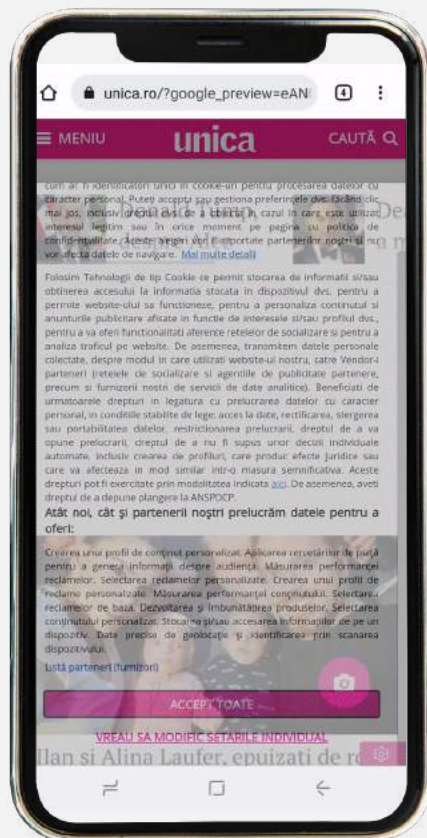 unica.ro/?google_preview=eAN
4
MENIU
unica
CAUTĂ
cum ar fi identificatori unici în cookie-uri pentru procesarea datelor cu
caracter personal. Puteți accepta sau gestiona preferințele dvs. făcând clic
mai jos, inclusiv dreptul dvs. de a obiecta în cazul în care este utilizat
interesul legitim sau în orice moment pe pagina cu politica de
confidențialitate. Aceste alegeri vor fi raportate partenerilor noștri și nu
vor afecta datele de navigare. Mai multe detalii
Donald Trump,
Folosim Tehnologii de tip Cookie ce permit stocarea de informatii si/sau
obtinerea accesului la informatia stocata in dispozitivul dvs. pentru a
permite website-ului sa functioneze, pentru a personaliza continutul si
anunturile publicitare afisate in functie de interesele si/sau profilul dvs.,
pentru a va oferi functionalitati aferente retelelor de socializare si pentru a
analiza traficul pe website. De asemenea, transmitem datele personale
colectate, despre modul in care utilizati website-ul nostru, catre Vendor-i
parteneri (retelele de socializare si agentiile de publicitate partenere,
precum si furnizorii nostri de servicii de date analitice). Beneficiati de
urmatoarele drepturi in legatura cu prelucrarea datelor cu caracter
personal, in conditiile stabilite de lege: acces la date, rectificarea, stergerea
sau portabilitatea datelor, restrictionarea prelucrarii, dreptul de a va
opune prelucrarii, dreptul de a nu fi supus unor decizii individuale
automate, inclusiv crearea de profiluri, care produc efecte juridice sau
care va afecteaza in mod similar intr-o masura semnificativa. Aceste
drepturi pot fi exercitate prin modalitatea indicata aici. De asemenea, aveti
dreptul de a depune plangere la ANSPDCP.
Atât noi, cât și partenerii noștri prelucrăm datele pentru a
oferi:
Crearea unui profil de conținut personalizat. Aplicarea cercetărilor de piață
pentru a genera informații despre audiență. Măsurarea performanței
reclamelor. Selectarea reclamelor personalizate. Crearea unui profil de
reclame personalizate. Măsurarea performanței conținutului. Selectarea
reclamelor de bază. Dezvoltarea și îmbunătățirea produselor. Selectarea
conținutului personalizat. Stocarea și/sau accesarea informațiilor de pe un
dispozitiv. Date precise de geolocație și identificarea prin scanarea
dispozitivului.
Listă parteneri (furnizori)
ACCEPT TOATE
VREAU SA MODIFIC SETARILE INDIVIDUAL
Ilan si Alina Laufer, epuizati de